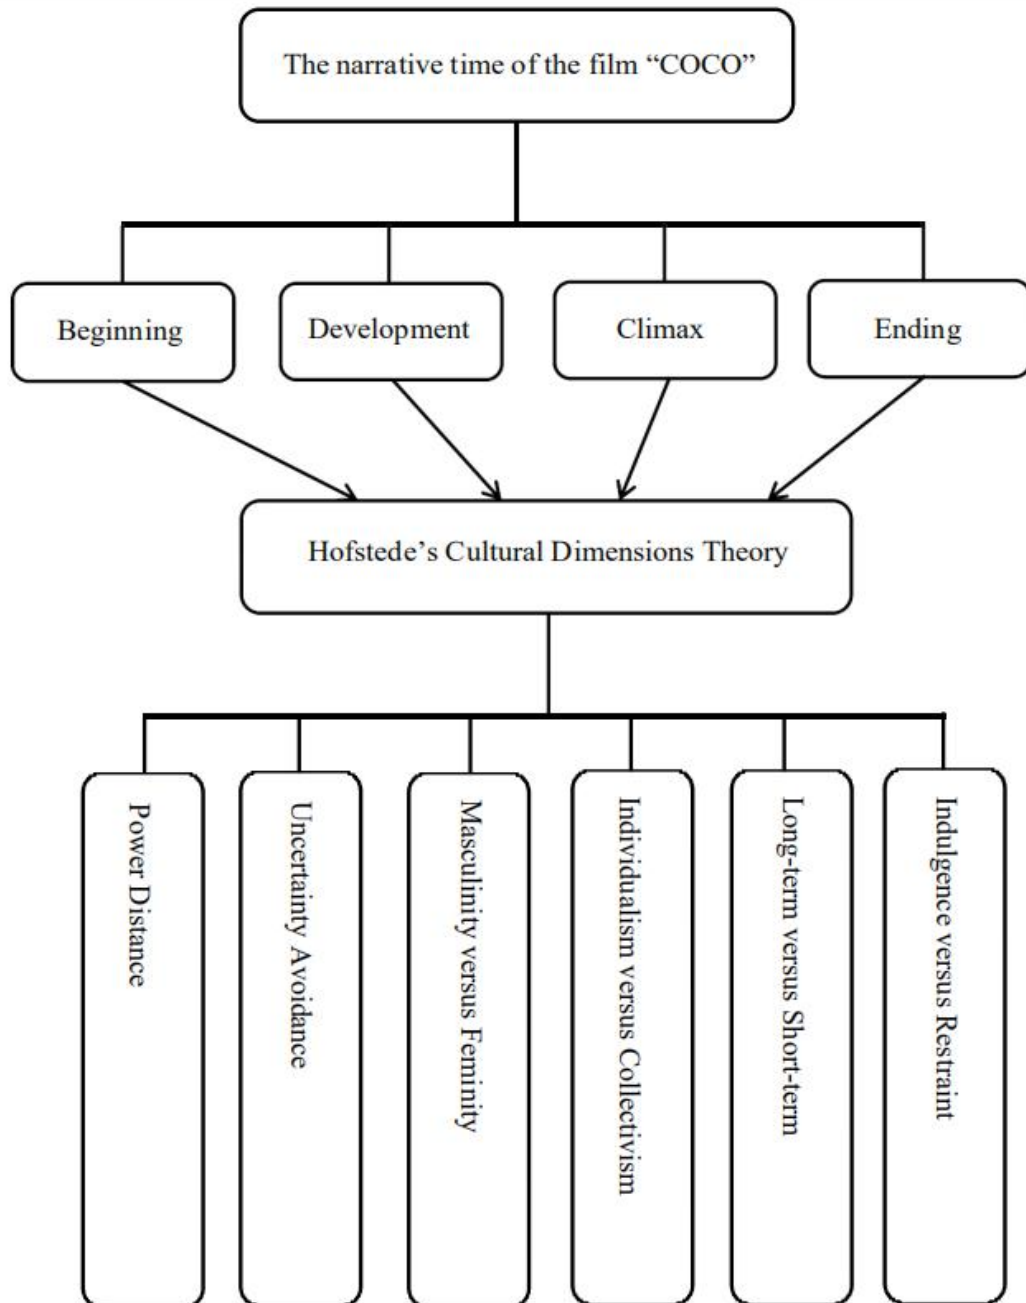 The narrative time of the film “COCO”
Beginning
Development
Climax
Ending
Hofstede’s Cultural Dimensions Theory
Power Distance
Uncertainty Avoidance
Masculinity versus Feminity
Individualism versus Collectivism
Long-term versus Short-term
Indulgence versus Restraint